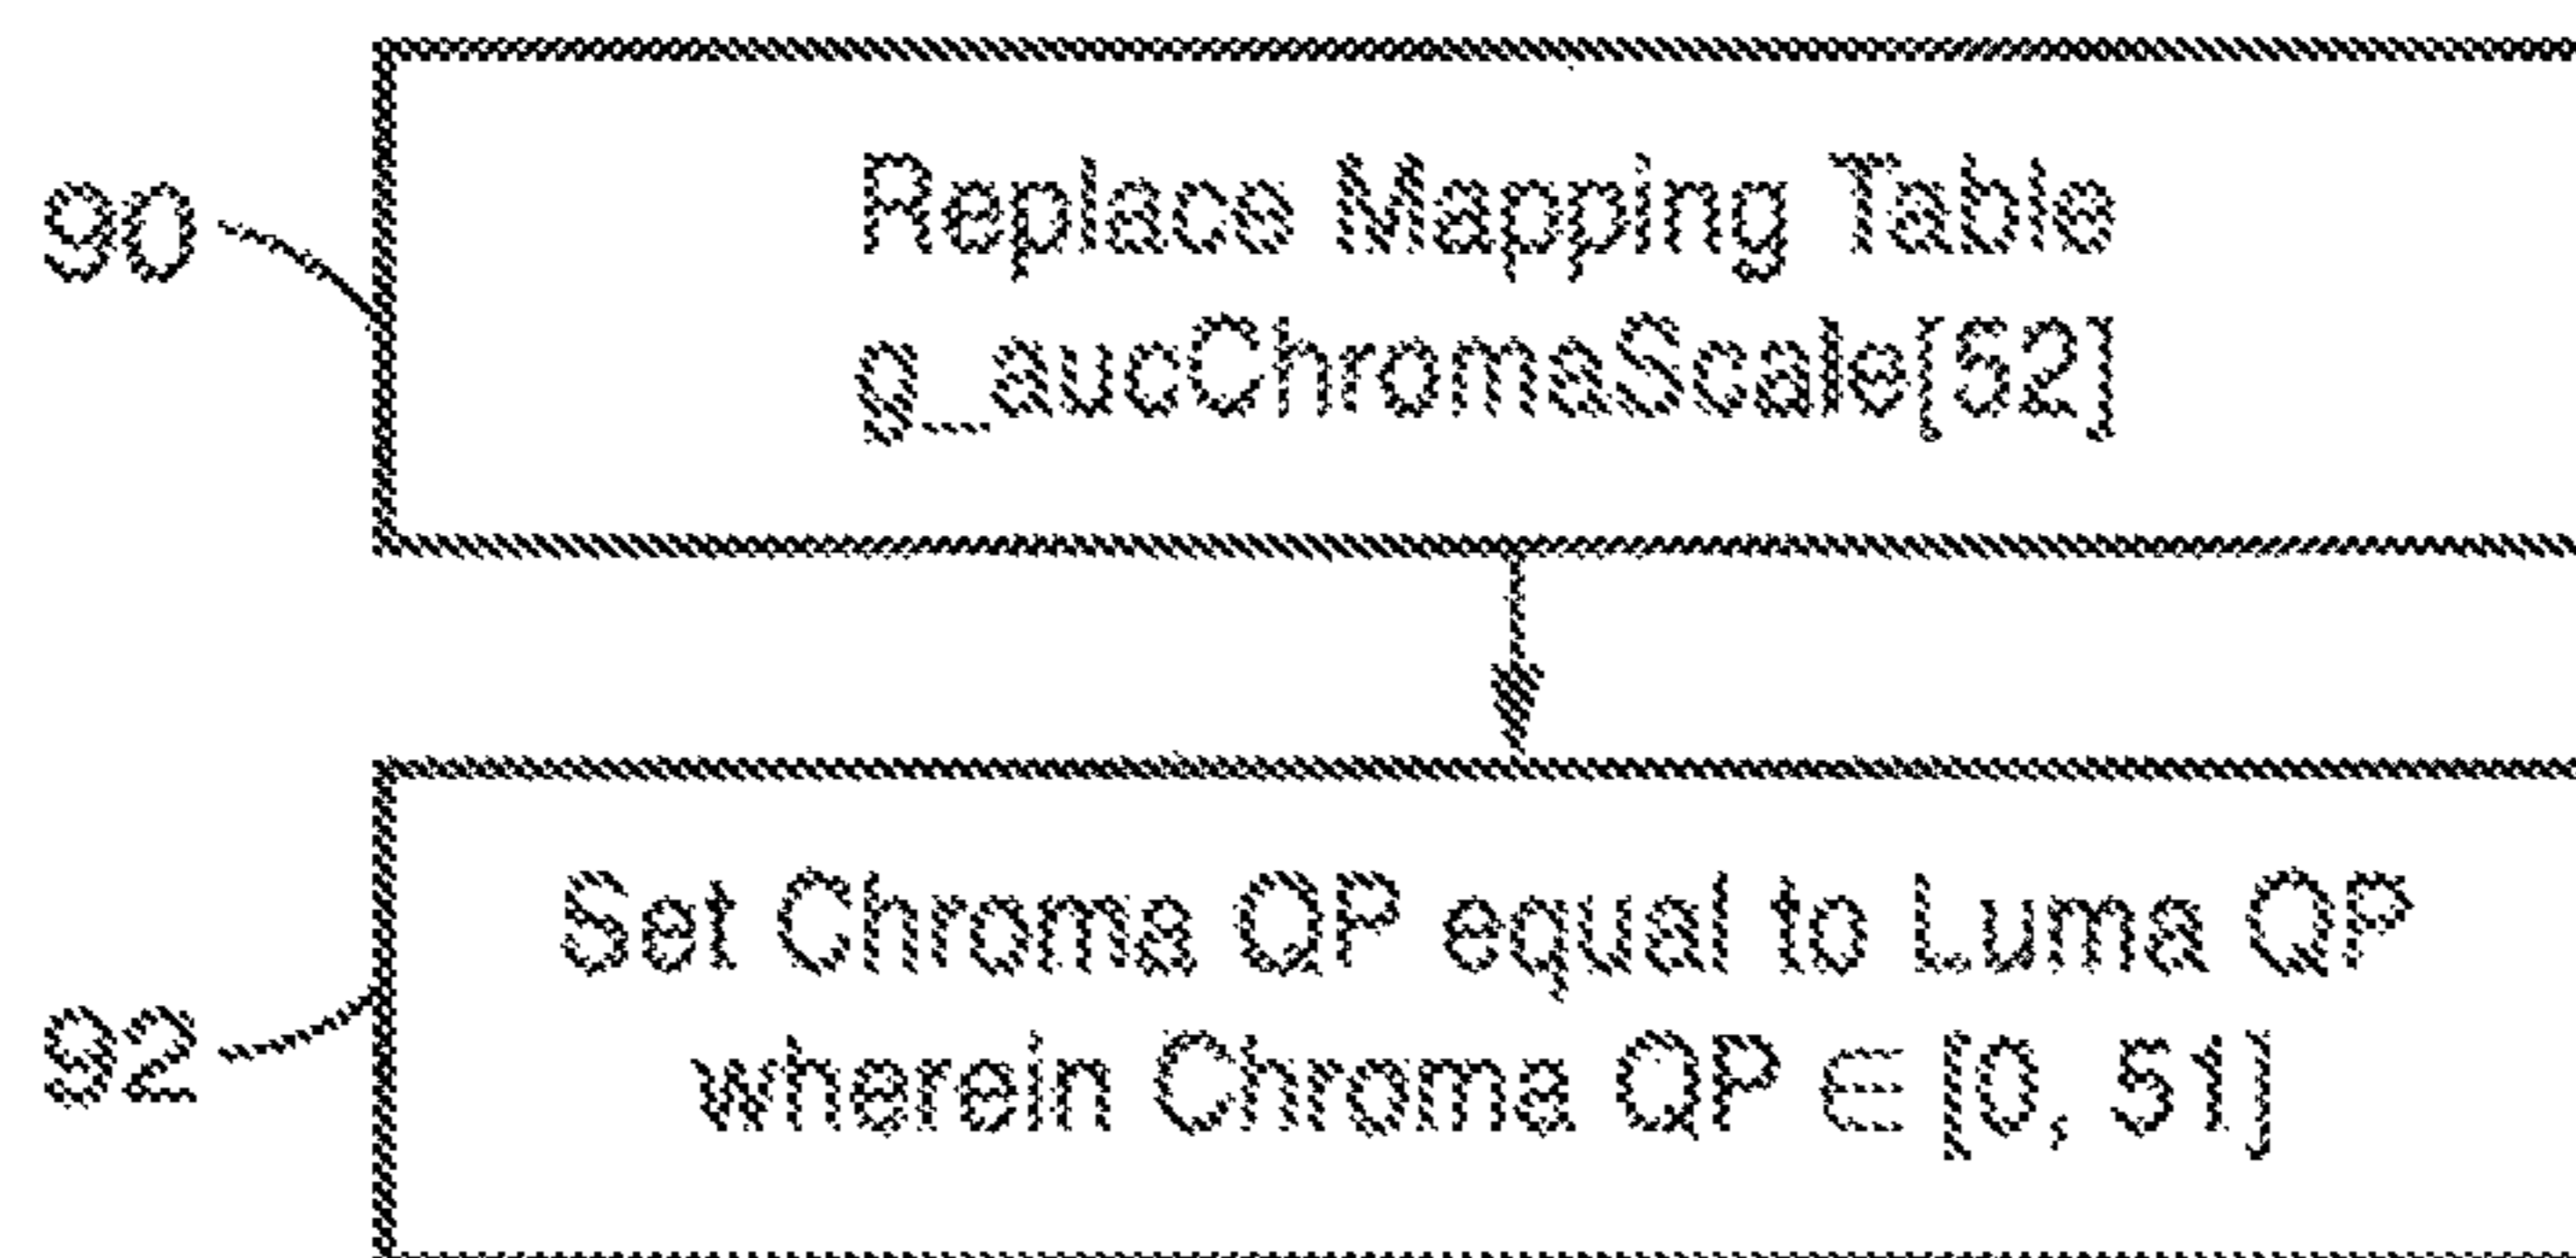 90
Replace Mapping Table
g_aucChromaScale[52]
Set Chroma QP equal to Luma QP
92
wherein Chroma QP ∈ [0, 51]